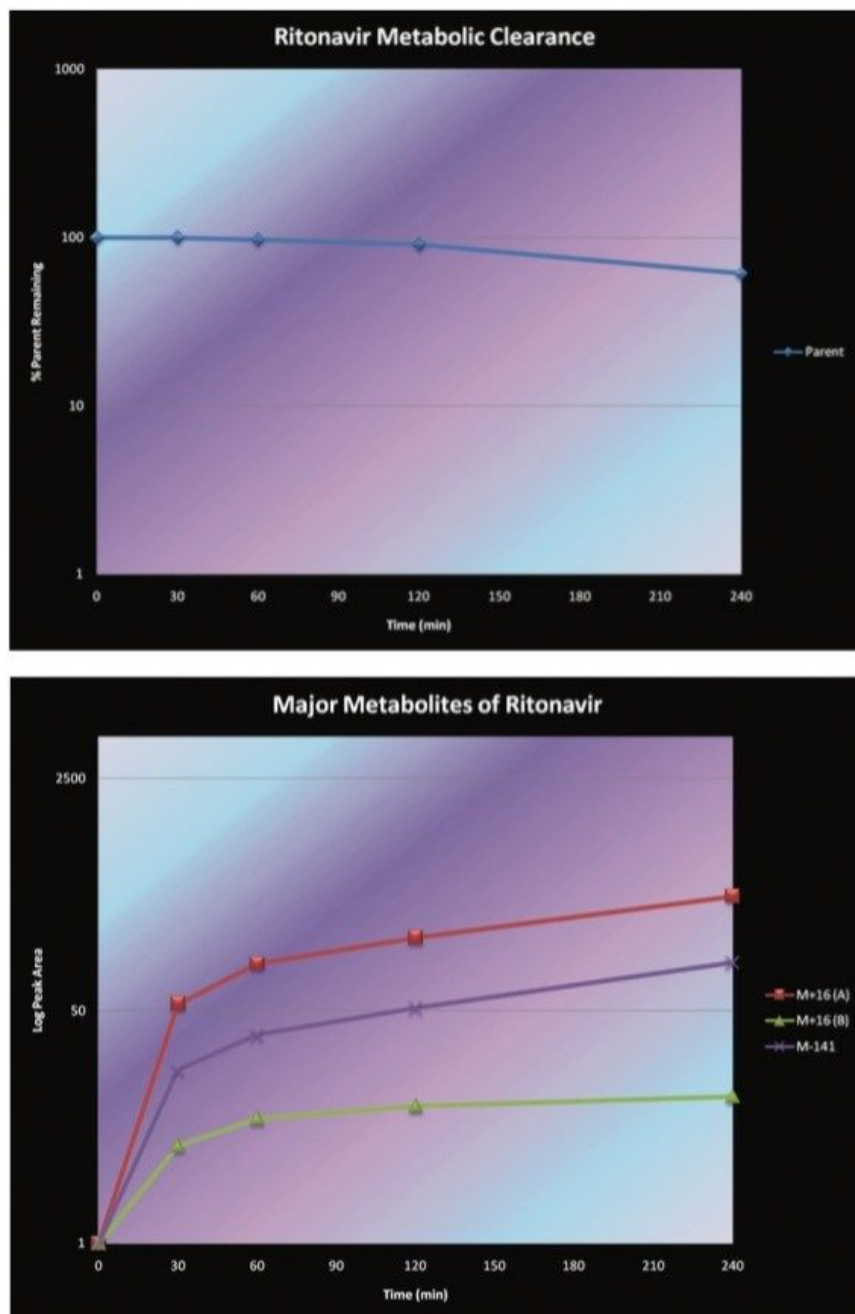 Ritonavir Metabolic Clearance
1000
100
10
1
% Parent Remaining
0 30 60 90 120 150 180 210 240
Time (min)
Parent
Major Metabolites of Ritonavir
2500
50
1
Log Peak Area
0 30 60 90 120 150 180 210 240
Time (min)
M+16 (A)
M+16 (B)
M-141